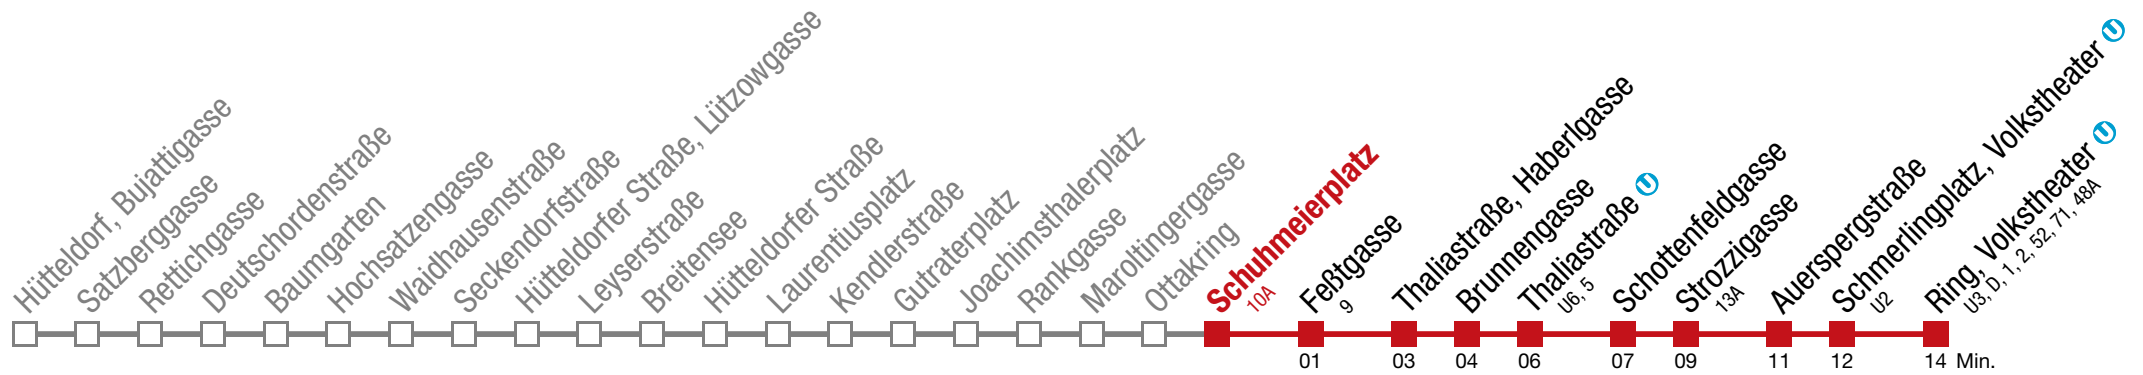 Hütteldorf, Bujattigasse
Satzberggasse
Rettichgasse
Deutschordenstraße
Baumgarten
Hochsatzengasse
Waidhausenstraße
Seckendorfstraße
Hütteldorfer Straße, Lützowgasse
Leyserstraße
Breitensee
Hütteldorfer Straße
Laurentiusplatz
Kendlerstraße
Gutraterplatz
Joachimsthalerplatz
Rankgasse
Maroltingergasse
Ottakring
Schuhmeierplatz
10A
Feßtgasse
9
Thaliastraße, Haberlgasse
Brunnengasse
Thaliastraße U
U6, 5
Schottenfeldgasse
Strozzigasse
13A
Auerspergstraße
Schmerlingplatz, Volkstheater U
U2
Ring, Volkstheater U
U3, D, 1, 2, 52, 71, 48A
01 03 04 06 07 09 11 12 14 Min.